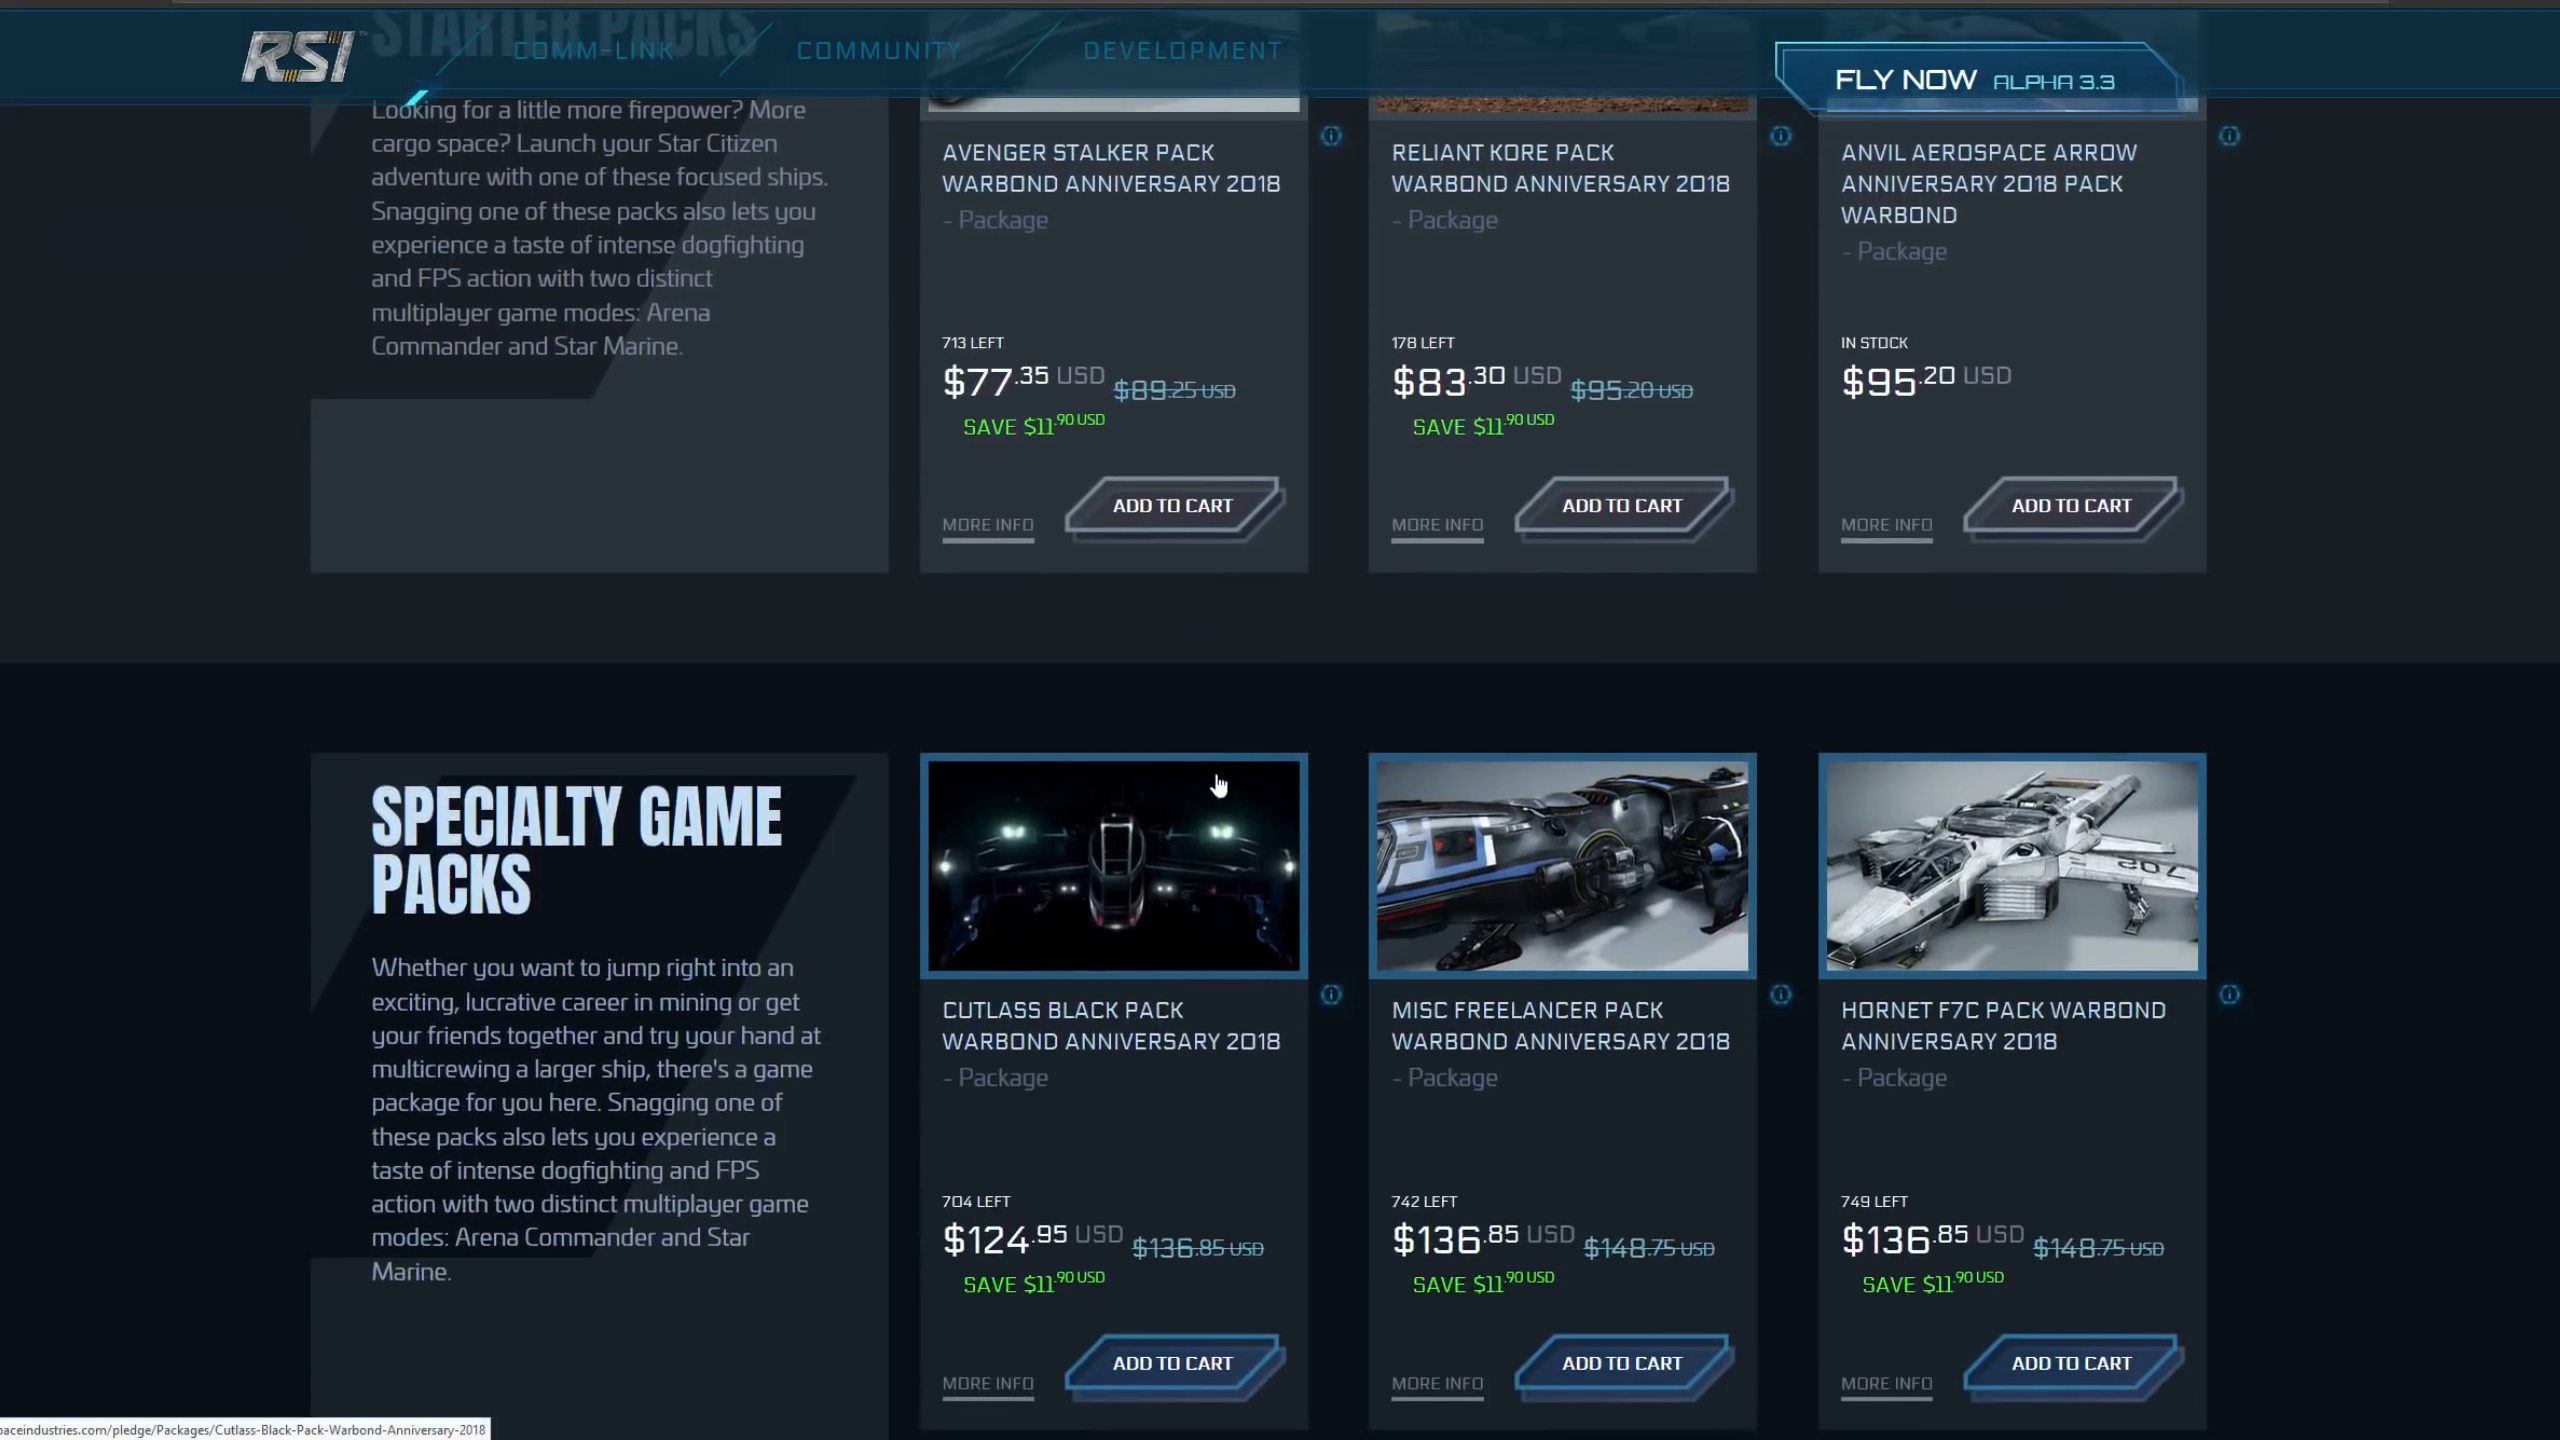 STARTER PACKS
RSI
COMM-LINK
COMMUNITY
DEVELOPMENT
FLY NOW ALPHA 3.3
Looking for a little more firepower? More
cargo space? Launch your Star Citizen
adventure with one of these focused ships.
Snagging one of these packs also lets you
experience a taste of intense dogfighting
and FPS action with two distinct
multiplayer game modes: Arena
Commander and Star Marine.
AVENGER STALKER PACK
WARBOND ANNIVERSARY 2018
- Package
713 LEFT
$77.35 USD $89.25 USD
SAVE $11.90 USD
MORE INFO
ADD TO CART
RELIANT KORE PACK
WARBOND ANNIVERSARY 2018
- Package
178 LEFT
$83.30 USD $95.20 USD
SAVE $11.90 USD
MORE INFO
ADD TO CART
ANVIL AEROSPACE ARROW
ANNIVERSARY 2018 PACK
WARBOND
- Package
IN STOCK
$95.20 USD
MORE INFO
ADD TO CART
SPECIALTY GAME
PACKS
Whether you want to jump right into an
exciting, lucrative career in mining or get
your friends together and try your hand at
multicrewing a larger ship, there's a game
package for you here. Snagging one of
these packs also lets you experience a
taste of intense dogfighting and FPS
action with two distinct multiplayer game
modes: Arena Commander and Star
Marine.
CUTLASS BLACK PACK
WARBOND ANNIVERSARY 2018
- Package
704 LEFT
$124.95 USD $136.85 USD
SAVE $11.90 USD
MORE INFO
ADD TO CART
MISC FREELANCER PACK
WARBOND ANNIVERSARY 2018
- Package
742 LEFT
$136.85 USD $148.75 USD
SAVE $11.90 USD
MORE INFO
ADD TO CART
207
HORNET F7C PACK WARBOND
ANNIVERSARY 2018
- Package
749 LEFT
$136.85 USD $148.75 USD
SAVE $11.90 USD
MORE INFO
ADD TO CART
paceindustries.com/pledge/Packages/Cutlass-Black-Pack-Warbond-Anniversary-2018